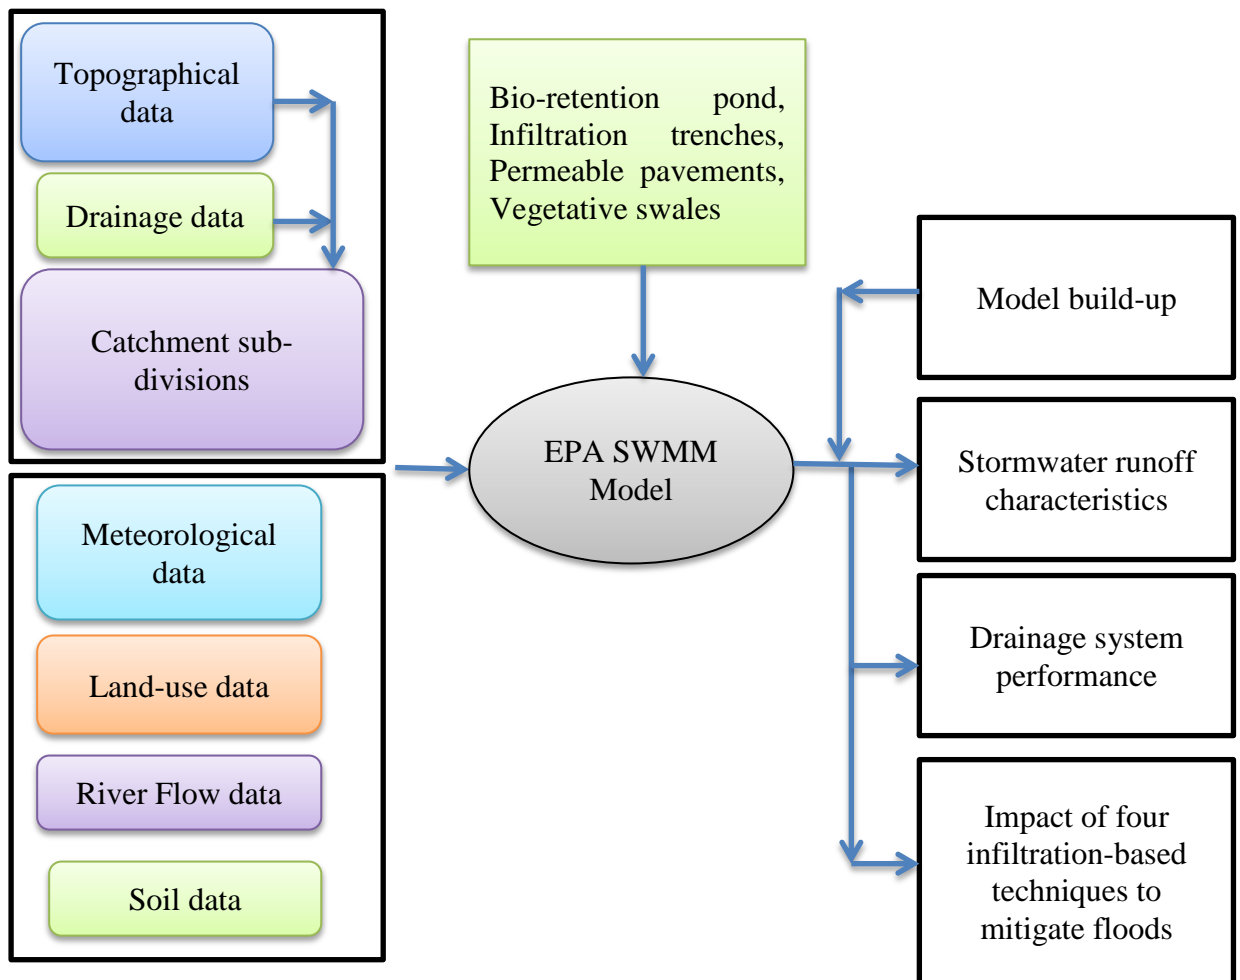 Topographical
data
Drainage data
Catchment sub-
divisions
Meteorological
data
Land-use data
River Flow data
Soil data
Bio-retention pond,
Infiltration trenches,
Permeable pavements,
Vegetative swales
EPA SWMM
Model
Model build-up
Stormwater runoff
characteristics
Drainage system
performance
Impact of four
infiltration-based
techniques to
mitigate floods